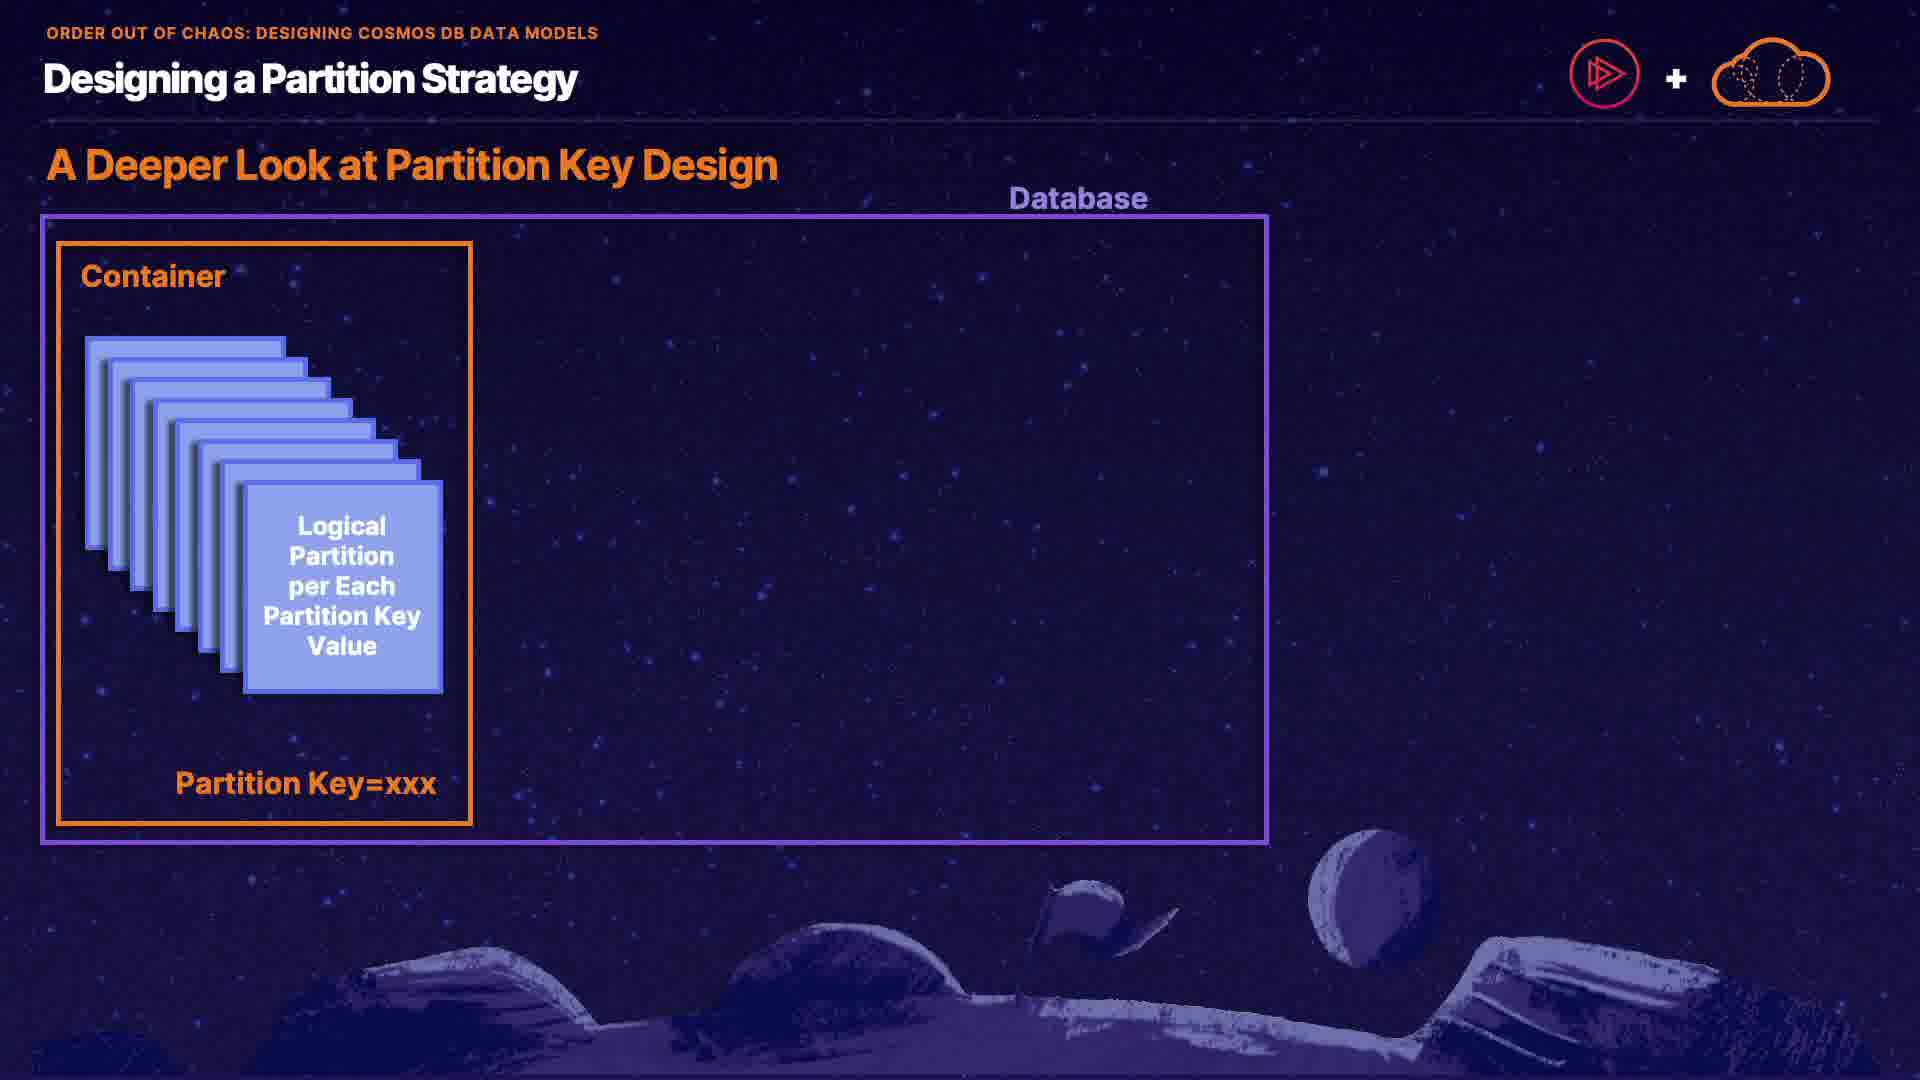 ORDER OUT OF CHAOS: DESIGNING COSMOS DB DATA MODELS
Designing a Partition Strategy
+
A Deeper Look at Partition Key Design
Database
Container
Logical
Partition
per Each
Partition Key
Value
Partition Key=xxx